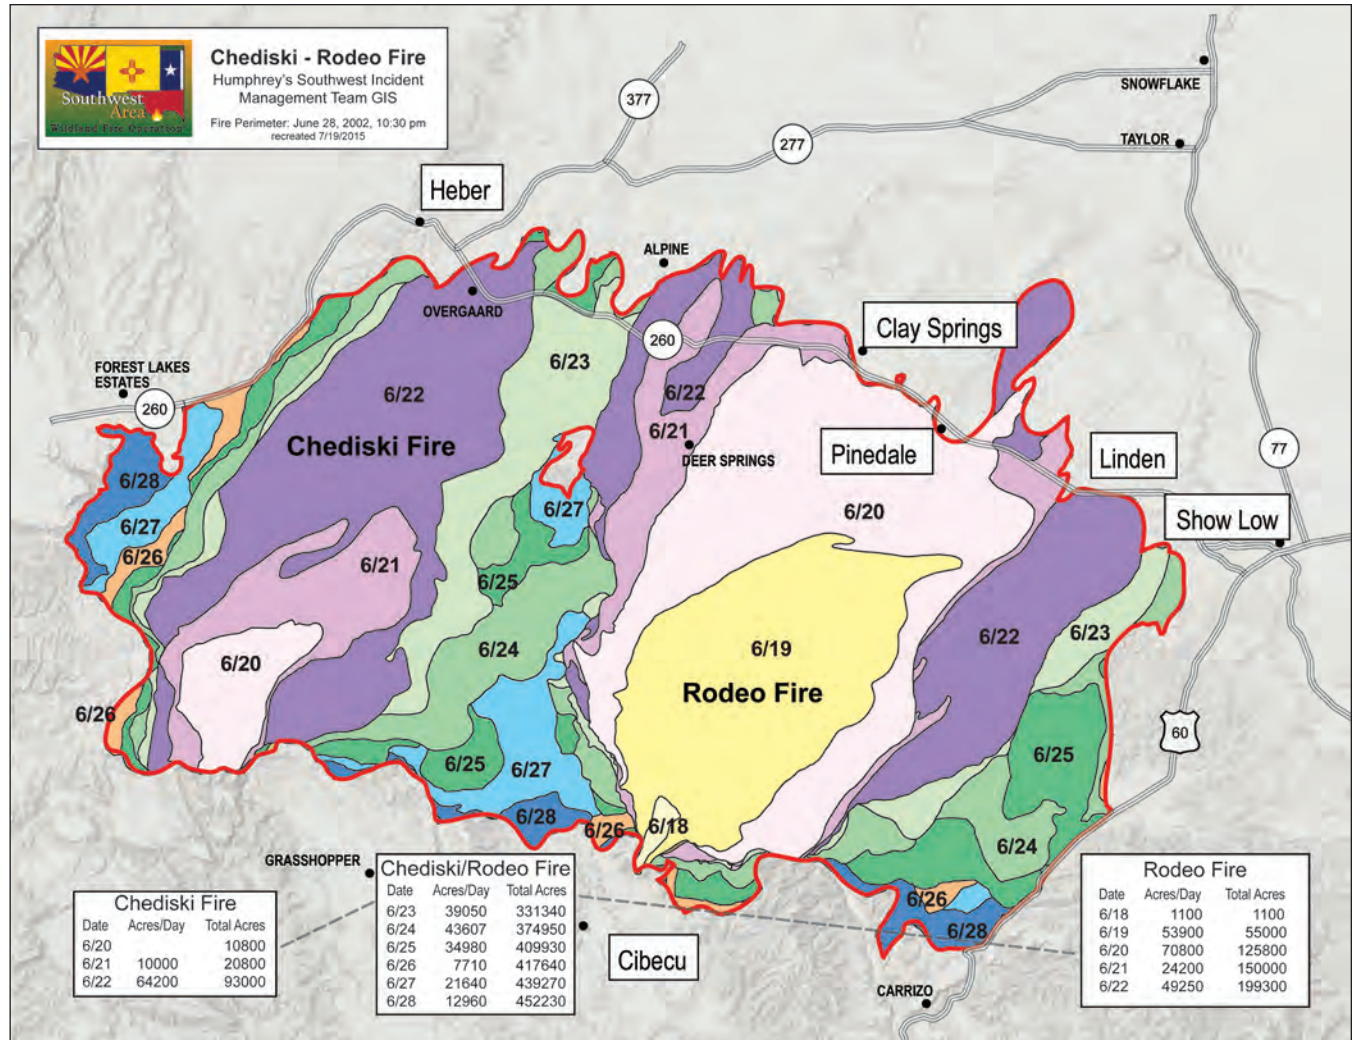 Southwest
Area
Wildland Fire Operations
Chediski - Rodeo Fire
Humphrey's Southwest Incident
Management Team GIS
Fire Perimeter: June 28, 2002, 10:30 pm
recreated 7/19/2015
SNOWFLAKE
377
TAYLOR
277
Heber
ALPINE
OVERGAARD
Clay Springs
260
6/23
FOREST LAKES
ESTATES
260
6/22
6/22
6/21
Chediski Fire
DEER SPRINGS
Pinedale
Linden
77
6/28
6/27
6/27
6/20
Show Low
6/26
6/21
6/25
6/22
6/23
6/24
6/19
6/20
Rodeo Fire
6/26
60
6/25
6/27
6/25
6/28
6/26
6/18
6/24
GRASSHOPPER
6/26
6/28
Cibecu
CARRIZO
Chediski Fire
Date Acres/Day Total Acres
6/20 10800
6/21 10000 20800
6/22 64200 93000
Chediski/Rodeo Fire
Date Acres/Day Total Acres
6/23 39050 331340
6/24 43607 374950
6/25 34980 409930
6/26 7710 417640
6/27 21640 439270
6/28 12960 452230
Rodeo Fire
Date Acres/Day Total Acres
6/18 1100 1100
6/19 53900 55000
6/20 70800 125800
6/21 24200 150000
6/22 49250 199300